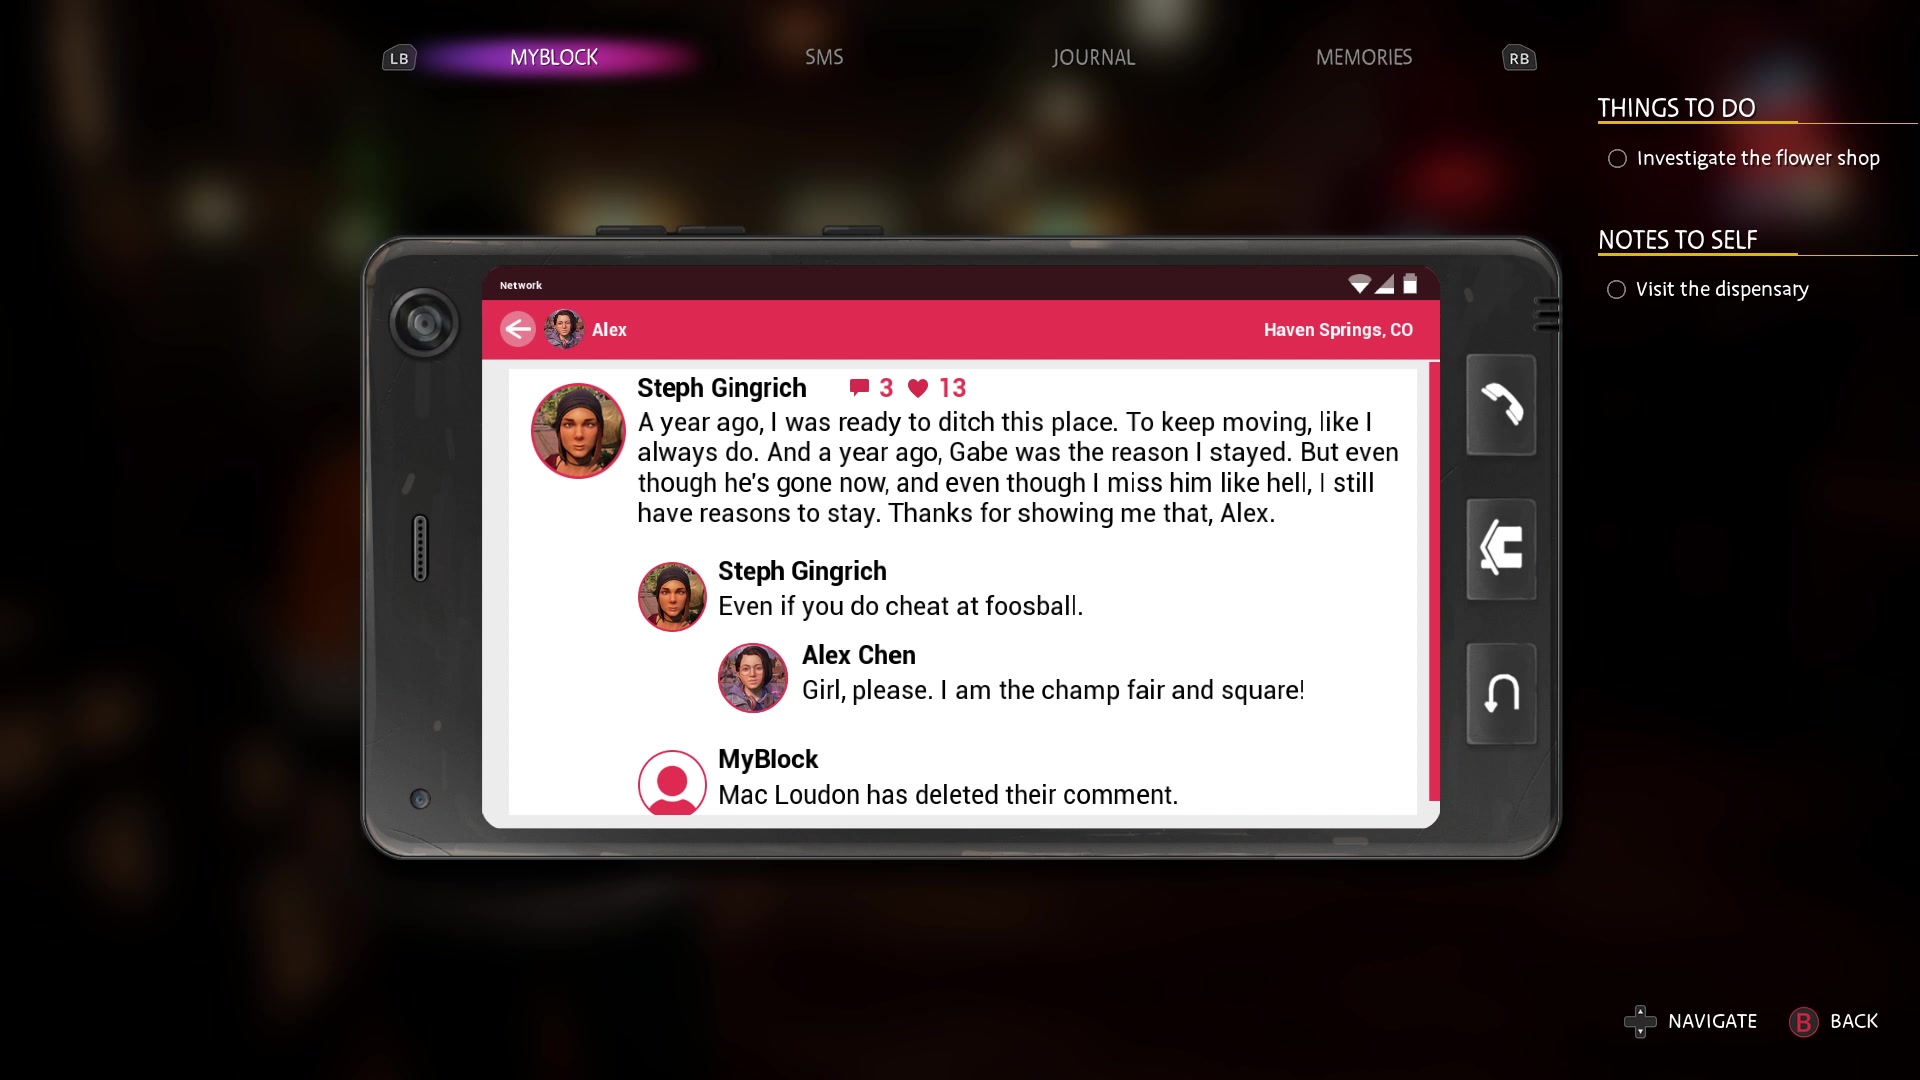 LB
MYBLOCK
SMS
JOURNAL
MEMORIES
RB
THINGS TO DO
Investigate the flower shop
NOTES TO SELF
Visit the dispensary
Network
Alex
Haven Springs, CO
Steph Gingrich 3 13
A year ago, I was ready to ditch this place. To keep moving, like I
always do. And a year ago, Gabe was the reason I stayed. But even
though he's gone now, and even though I miss him like hell, I still
have reasons to stay. Thanks for showing me that, Alex.
Steph Gingrich
Even if you do cheat at foosball.
Alex Chen
Girl, please. I am the champ fair and square!
MyBlock
Mac Loudon has deleted their comment.
NAVIGATE
B BACK